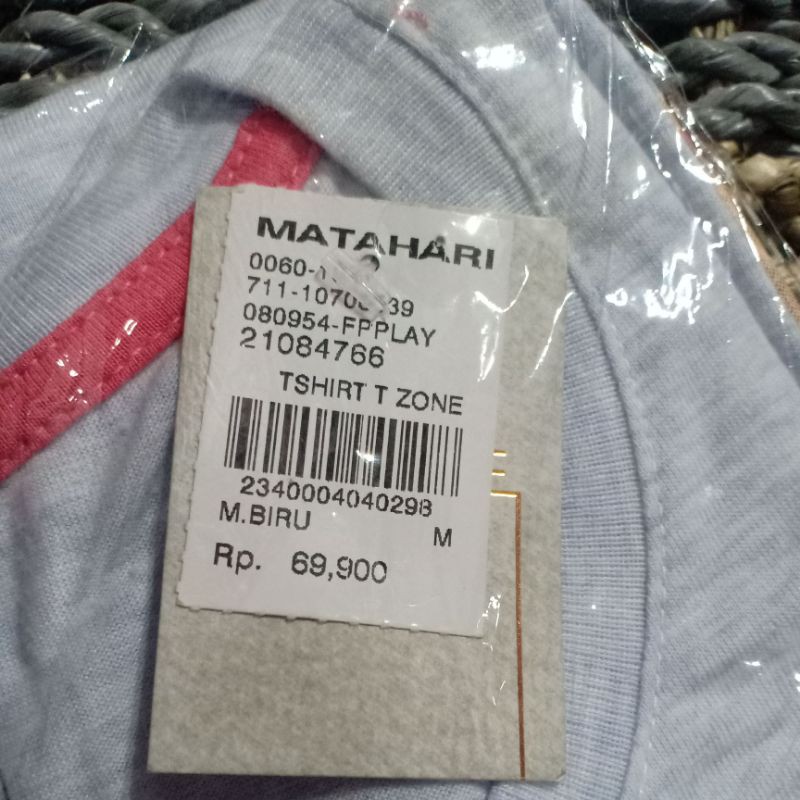 MATAHARI
080954-FPPLAY
21084766
TSHIRT T ZONE
2340004040298
M.BIRU
M
Rp. 69,900